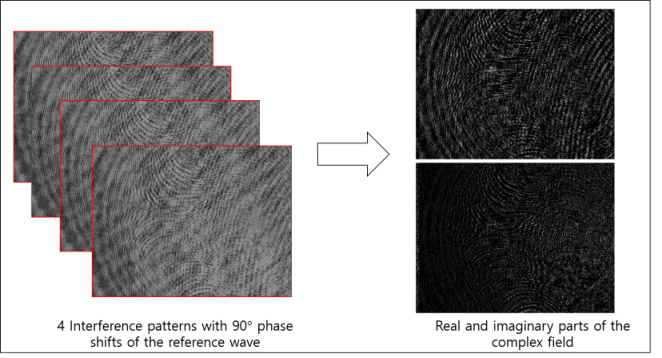 4 Interference patterns with 90° phase
shifts of the reference wave
Real and imaginary parts of the
complex field